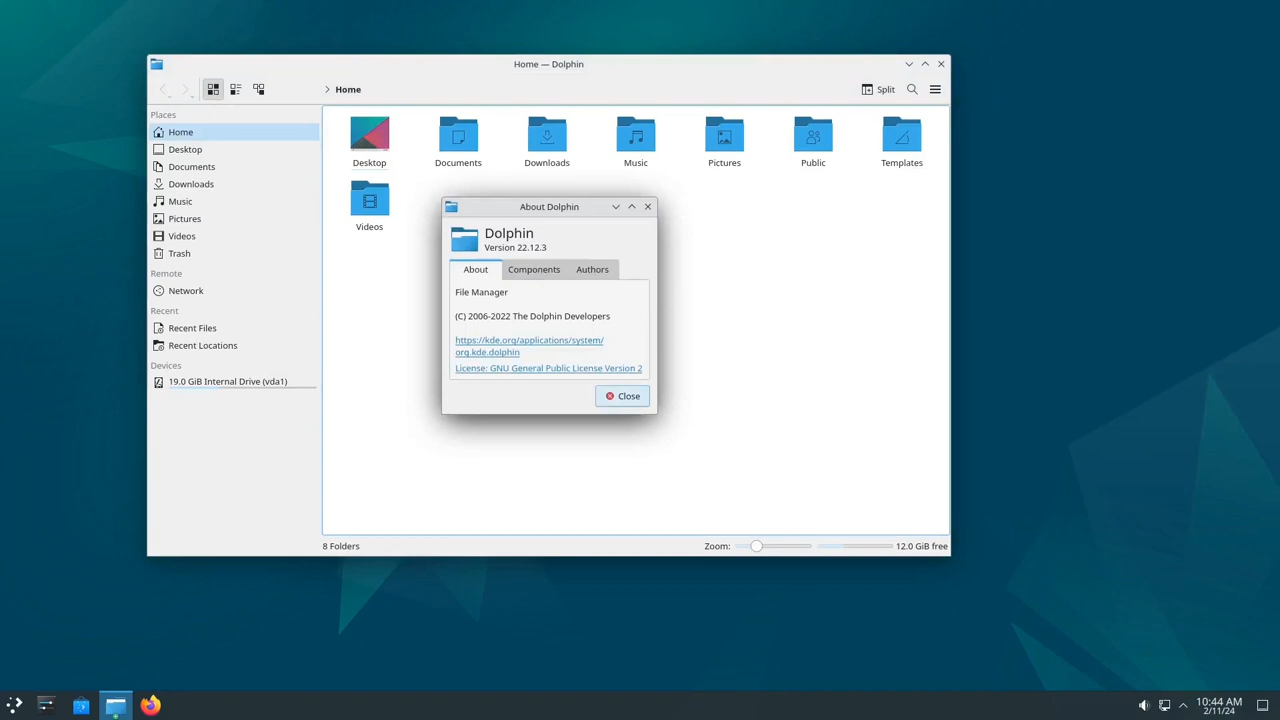 Home — Dolphin
Home
Split
Places
Home
Desktop
Documents
Downloads
Music
Pictures
Videos
Trash
Remote
Network
Recent
Recent Files
Recent Locations
Devices
19.0 GiB Internal Drive (vda1)
Desktop
Documents
Downloads
Music
Pictures
Public
Templates
Videos
About Dolphin
Dolphin
Version 22.12.3
About
Components
Authors
File Manager
(C) 2006-2022 The Dolphin Developers
https://kde.org/applications/system/
org.kde.dolphin
License: GNU General Public License Version 2
Close
8 Folders
Zoom:
12.0 GiB free
10:44 AM
2/11/24